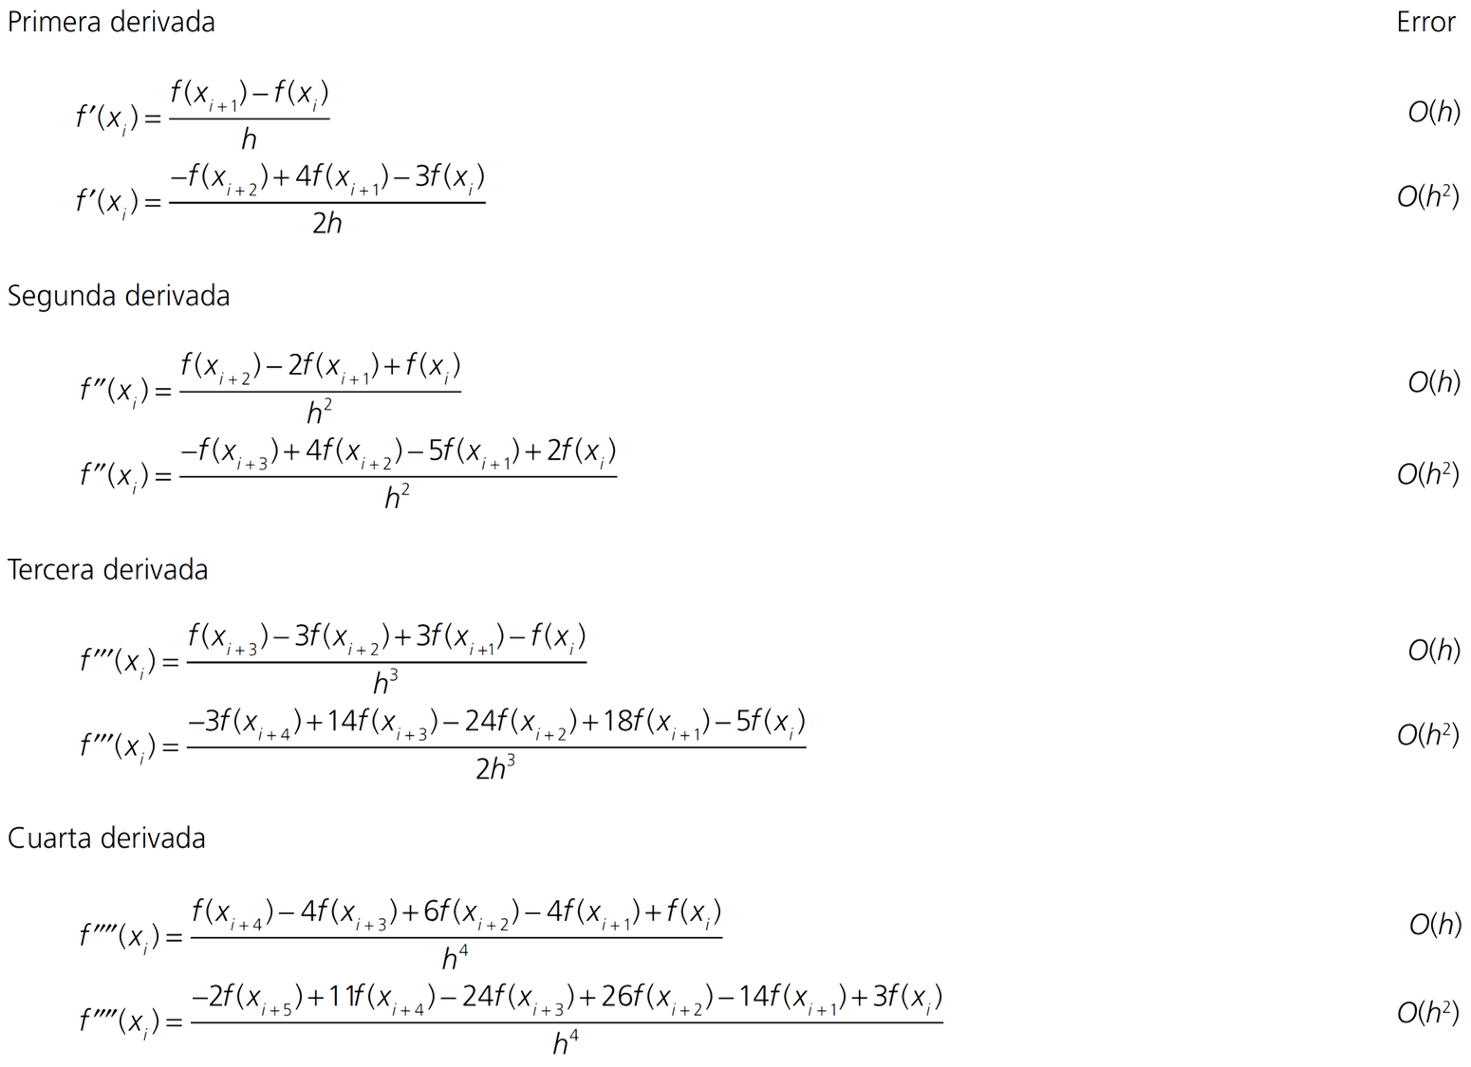 Primera derivada Error
f′(x_i) = (f(x_{i+1}) – f(x_i)) / h O(h)
f′(x_i) = (–f(x_{i+2}) + 4f(x_{i+1}) – 3f(x_i)) / 2h O(h²)
Segunda derivada
f″(x_i) = (f(x_{i+2}) – 2f(x_{i+1}) + f(x_i)) / h² O(h)
f″(x_i) = (–f(x_{i+3}) + 4f(x_{i+2}) – 5f(x_{i+1}) + 2f(x_i)) / h² O(h²)
Tercera derivada
f‴(x_i) = (f(x_{i+3}) – 3f(x_{i+2}) + 3f(x_{i+1}) – f(x_i)) / h³ O(h)
f‴(x_i) = (–3f(x_{i+4}) + 14f(x_{i+3}) – 24f(x_{i+2}) + 18f(x_{i+1}) – 5f(x_i)) / 2h³ O(h²)
Cuarta derivada
f⁗(x_i) = (f(x_{i+4}) – 4f(x_{i+3}) + 6f(x_{i+2}) – 4f(x_{i+1}) + f(x_i)) / h⁴ O(h)
f⁗(x_i) = (–2f(x_{i+5}) + 11f(x_{i+4}) – 24f(x_{i+3}) + 26f(x_{i+2}) – 14f(x_{i+1}) + 3f(x_i)) / h⁴ O(h²)